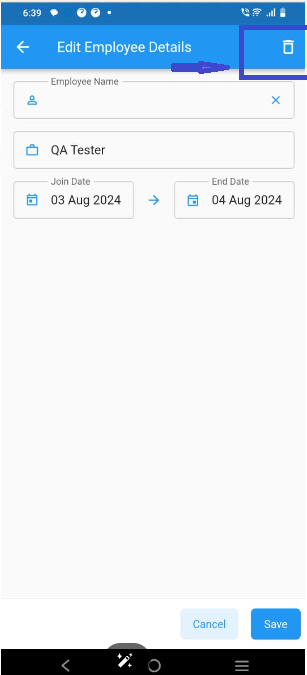 6:39
Edit Employee Details
Employee Name
QA Tester
Join Date
End Date
03 Aug 2024
04 Aug 2024
Cancel
Save